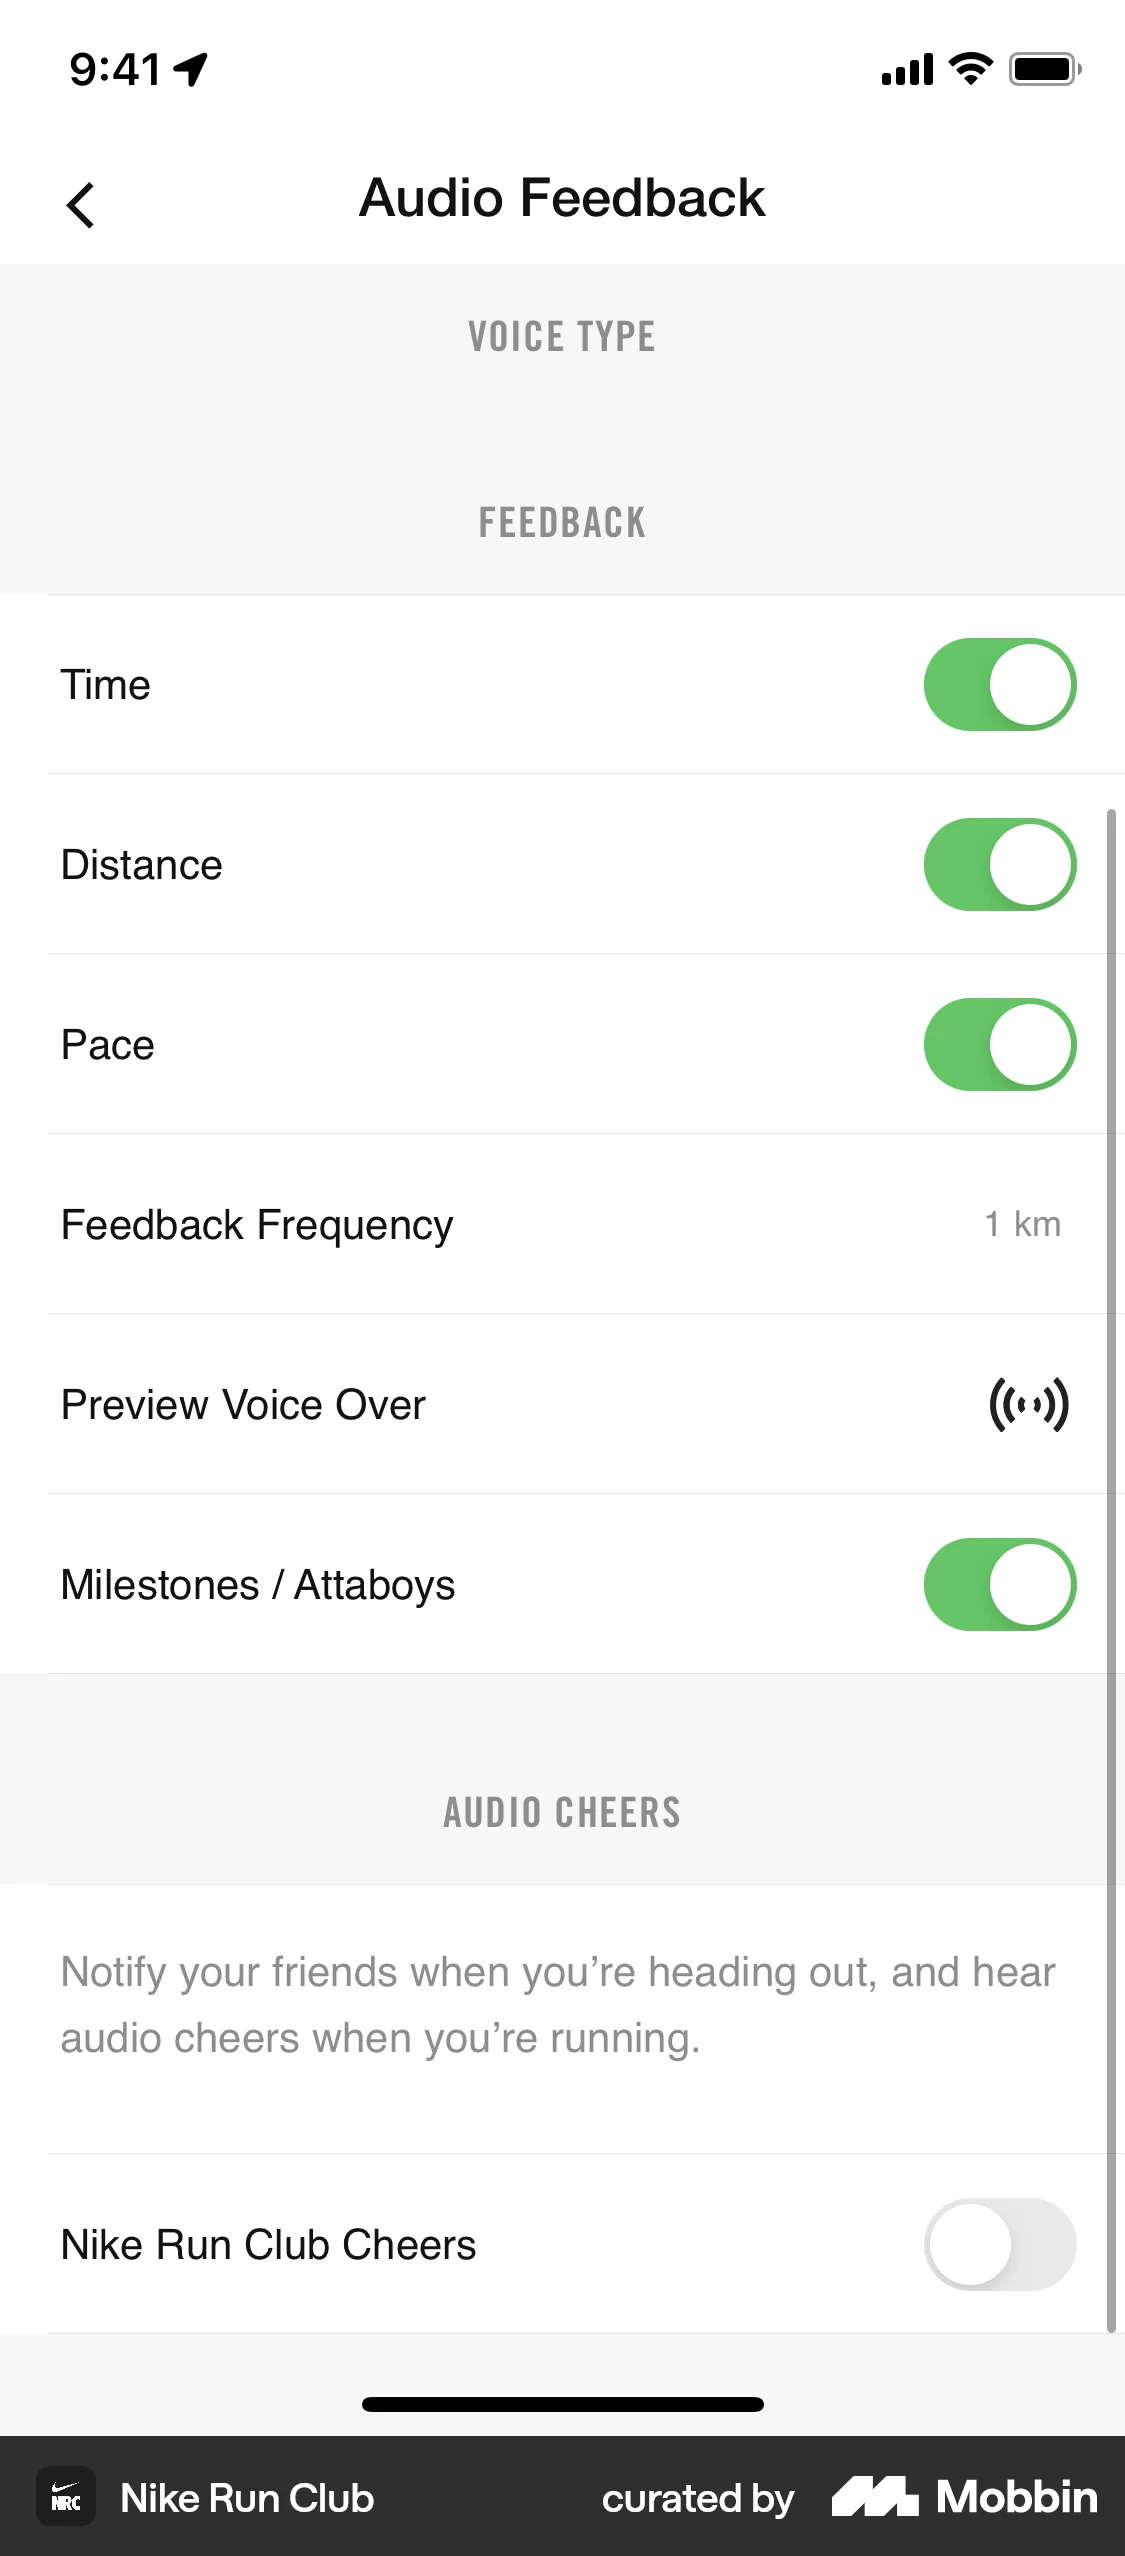 9:41
Audio Feedback
VOICE TYPE
FEEDBACK
Time
Distance
Pace
Feedback Frequency
1 km
Preview Voice Over
Milestones / Attaboys
AUDIO CHEERS
Notify your friends when you’re heading out, and hear
audio cheers when you’re running.
Nike Run Club Cheers
NRC
Nike Run Club
curated by
Mobbin